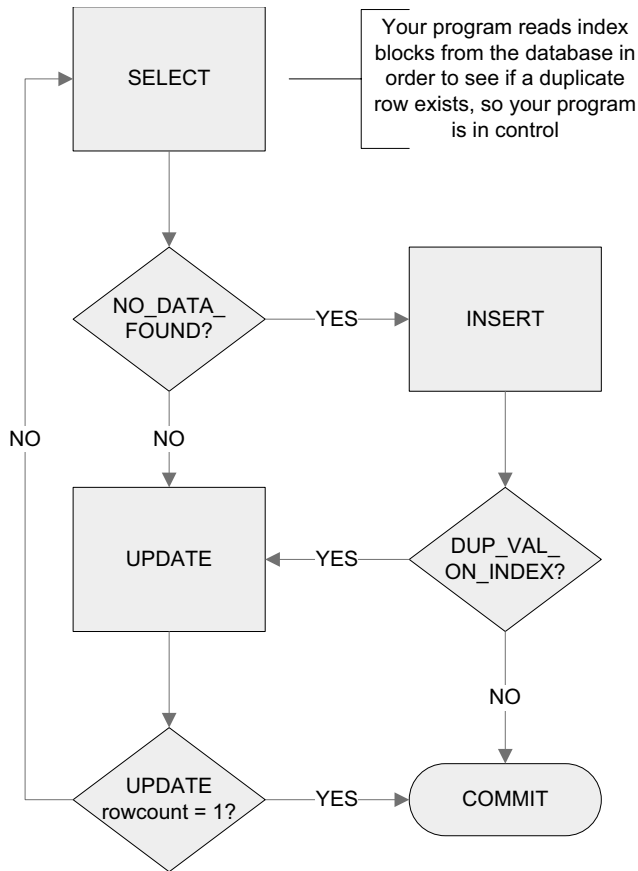 SELECT
Your program reads index
blocks from the database in
order to see if a duplicate
row exists, so your program
is in control
NO_DATA_
FOUND?
YES
INSERT
NO
NO
UPDATE
YES
DUP_VAL_
ON_INDEX?
NO
UPDATE
rowcount = 1?
YES
COMMIT